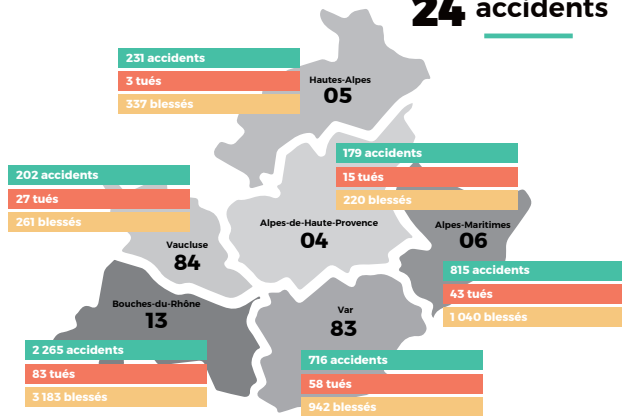 24 accidents
231 accidents
3 tués
337 blessés
Hautes-Alpes
05
179 accidents
15 tués
220 blessés
202 accidents
27 tués
261 blessés
Alpes-de-Haute-Provence
04
Alpes-Maritimes
06
Vaucluse
84
815 accidents
43 tués
1 040 blessés
Bouches-du-Rhône
13
Var
83
2 265 accidents
83 tués
3 183 blessés
716 accidents
58 tués
942 blessés